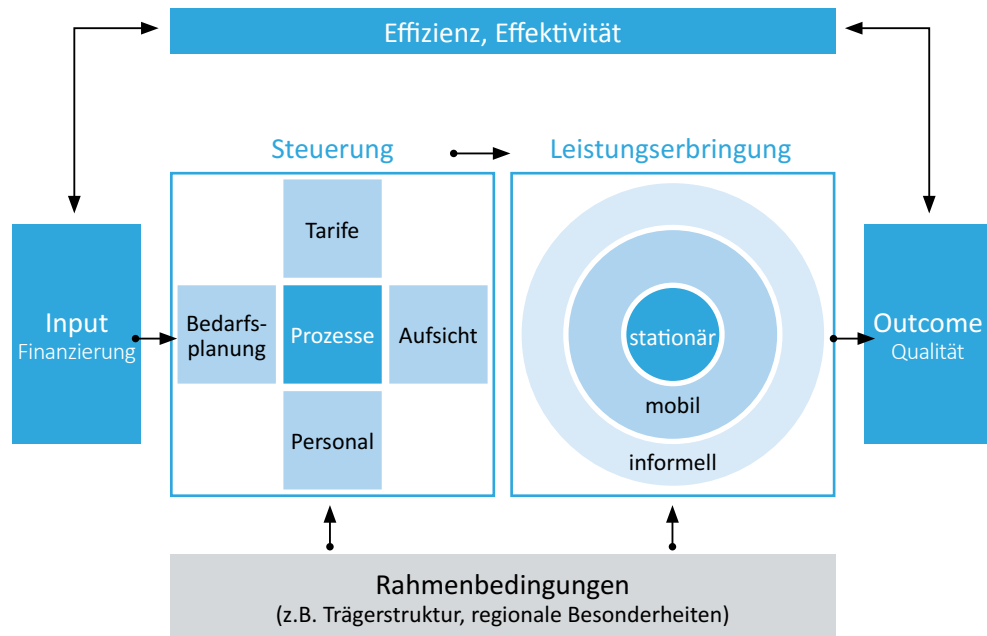 Effizienz, Effektivität
Steuerung
Leistungserbringung
Input
Finanzierung
Tarife
Bedarfs-
planung
Prozesse
Aufsicht
Personal
stationär
mobil
informell
Outcome
Qualität
Rahmenbedingungen
(z.B. Trägerstruktur, regionale Besonderheiten)